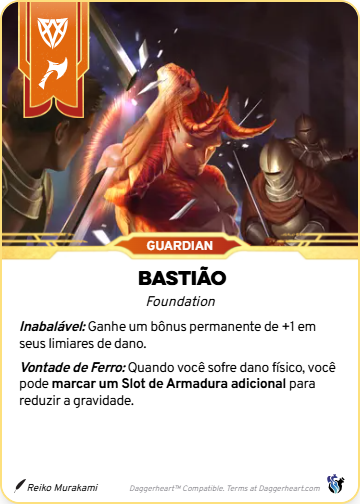 GUARDIAN
BASTIÃO
Foundation
Inabalável: Ganhe um bônus permanente de +1 em
seus limiares de dano.
Vontade de Ferro: Quando você sofre dano físico, você
pode marcar um Slot de Armadura adicional para
reduzir a gravidade.
Reiko Murakami
Daggerheart™ Compatible. Terms at Daggerheart.com